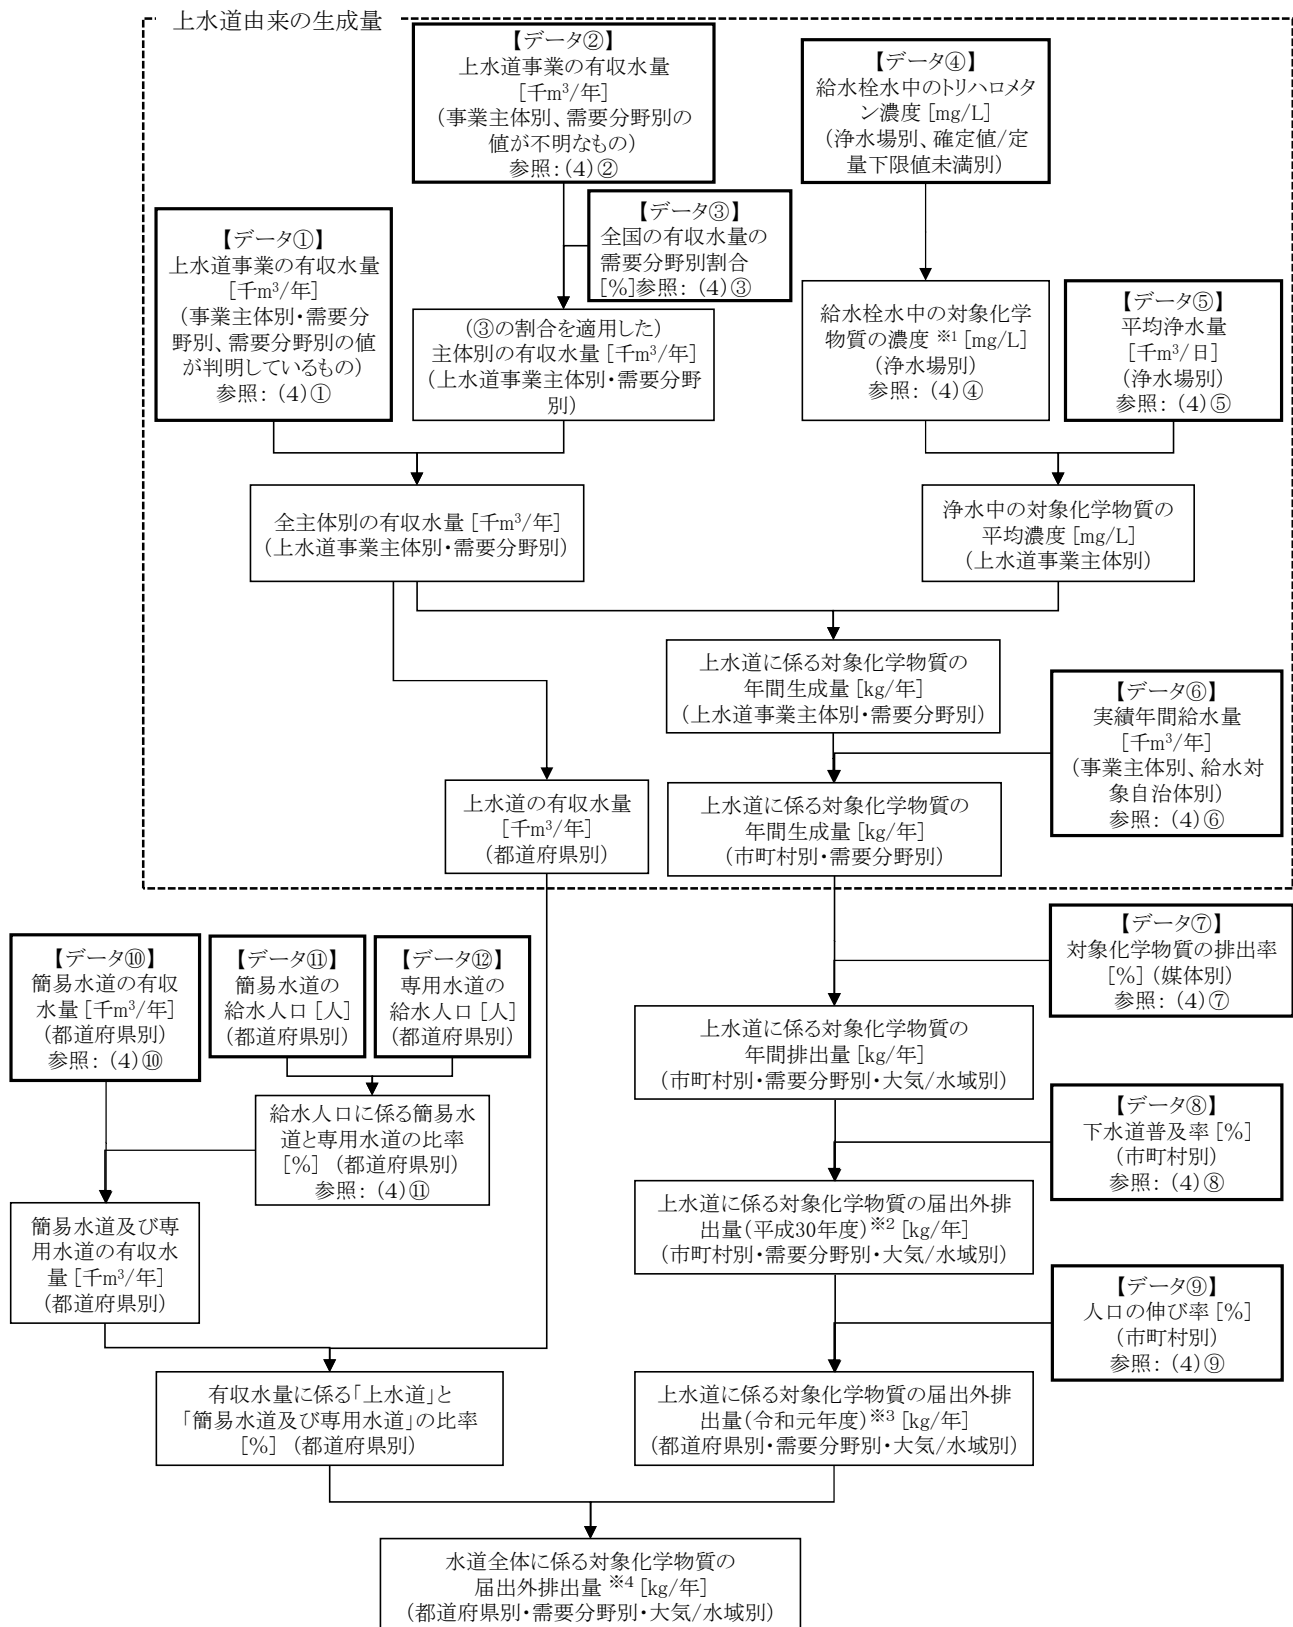 上水道由来の生成量
【データ②】
上水道事業の有収水量
[千m³/年]
(事業主体別、需要分野別の
値が不明なもの)
参照：(4)②
【データ④】
給水栓水中のトリハロメタ
ン濃度[mg/L]
(浄水場別、確定値/定
量下限値未満別)
【データ③】
全国の有収水量の
需要分野別割合
[%]参照：(4)③
【データ①】
上水道事業の有収水量
[千m³/年]
(事業主体別・需要分
野別、需要分野別の値
が判明しているもの)
参照：(4)①
(③の割合を適用した)
主体別の有収水量[千m³/年]
(上水道事業主体別・需要分野
別)
給水栓水中の対象化学
物質の濃度 ※1 [mg/L]
(浄水場別)
参照：(4)④
【データ⑤】
平均浄水量
[千m³/日]
(浄水場別)
参照：(4)⑤
全主体別の有収水量[千m³/年]
(上水道事業主体別・需要分野別)
浄水中の対象化学物質の
平均濃度[mg/L]
(上水道事業主体別)
上水道に係る対象化学物質の
年間生成量[kg/年]
(上水道事業主体別・需要分野別)
【データ⑥】
実績年間給水量
[千m³/年]
(事業主体別、給水対
象自治体別)
参照：(4)⑥
上水道の有収水量
[千m³/年]
(都道府県別)
上水道に係る対象化学物質の
年間生成量[kg/年]
(市町村別・需要分野別)
【データ⑦】
対象化学物質の排出率
[%](媒体別)
参照：(4)⑦
【データ⑩】
簡易水道の有収
水量[千m³/年]
(都道府県別)
参照：(4)⑩
【データ⑪】
簡易水道の
給水人口[人]
(都道府県別)
【データ⑫】
専用水道の
給水人口[人]
(都道府県別)
上水道に係る対象化学物質の
年間排出量[kg/年]
(市町村別・需要分野別・大気/水域別)
給水人口に係る簡易水
道と専用水道の比率
[%] (都道府県別)
参照：(4)⑪
【データ⑧】
下水道普及率[%]
(市町村別)
参照：(4)⑧
簡易水道及び専
用水道の有収水
量[千m³/年]
(都道府県別)
上水道に係る対象化学物質の届出外排
出量(平成30年度)※2 [kg/年]
(市町村別・需要分野別・大気/水域別)
【データ⑨】
人口の伸び率[%]
(市町村別)
参照：(4)⑨
有収水量に係る「上水道」と
「簡易水道及び専用水道」の比率
[%] (都道府県別)
上水道に係る対象化学物質の届出外排
出量(令和元年度)※3 [kg/年]
(都道府県別・需要分野別・大気/水域別)
水道全体に係る対象化学物質の
届出外排出量 ※4 [kg/年]
(都道府県別・需要分野別・大気/水域別)